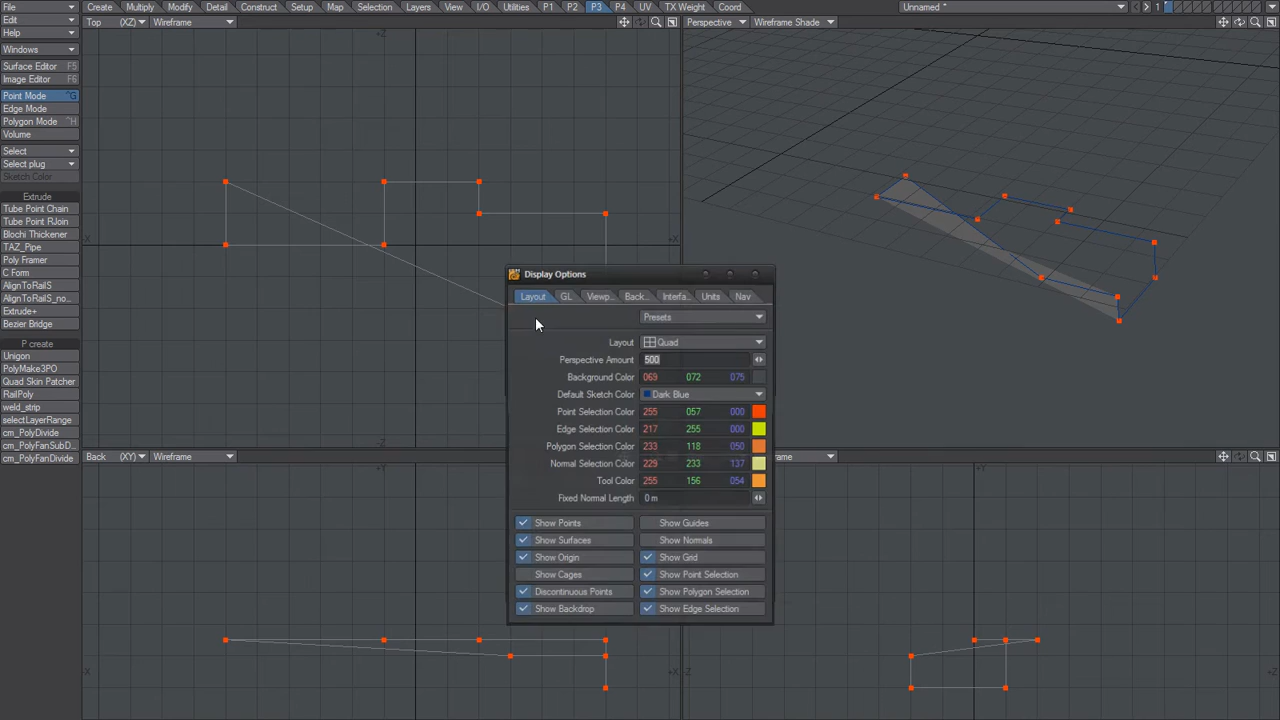 File Create Multiply Modify Detail Construct Setup Map Selection Layers View I/O Utilities P1 P2 P3 P4 UV TX Weight Coord Unnamed * 1
Edit Top (XZ) Wireframe Perspective Wireframe Shade
Help
Windows
Surface Editor F5
Image Editor F6
Point Mode ^G
Edge Mode
Polygon Mode ^H
Volume
Select
Select plug
Sketch Color
Extrude
Tube Point Chain
Tube Point RJoin
Blochi Thickener
TAZ_Pipe
Poly Framer
C Form
AlignToRailS
AlignToRailS_no...
Extrude+
Bezier Bridge
P create
Unigon
PolyMake3PO
Quad Skin Patcher
RailPoly
weld_strip
selectLayerRange
cm_PolyDivide
cm_PolyFanSubD...
cm_PolyFanDivide
+Z
-X
+X
-Z
Back (XY) Wireframe
+Y
-X
+X
Display Options
Layout GL Viewp... Back... Interfa... Units Nav
Presets
Layout Quad
Perspective Amount 500
Background Color 069 072 075
Default Sketch Color Dark Blue
Point Selection Color 255 057 000
Edge Selection Color 217 255 000
Polygon Selection Color 233 118 050
Normal Selection Color 229 233 137
Tool Color 255 156 054
Fixed Normal Length 0 m
Show Points Show Guides
Show Surfaces Show Normals
Show Origin Show Grid
Show Cages Show Point Selection
Discontinuous Points Show Polygon Selection
Show Backdrop Show Edge Selection
frame
+Y
-Z
+Z